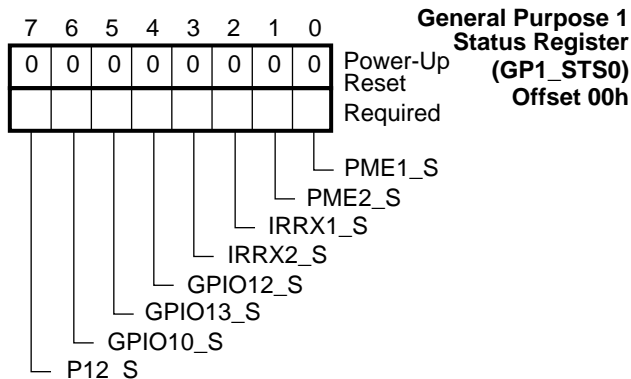 General Purpose 1
Status Register
(GP1_STS0)
Offset 00h
7 6 5 4 3 2 1 0
0 0 0 0 0 0 0 0
Power-Up
Reset
Required
PME1_S
PME2_S
IRRX1_S
IRRX2_S
GPIO12_S
GPIO13_S
GPIO10_S
P12_S